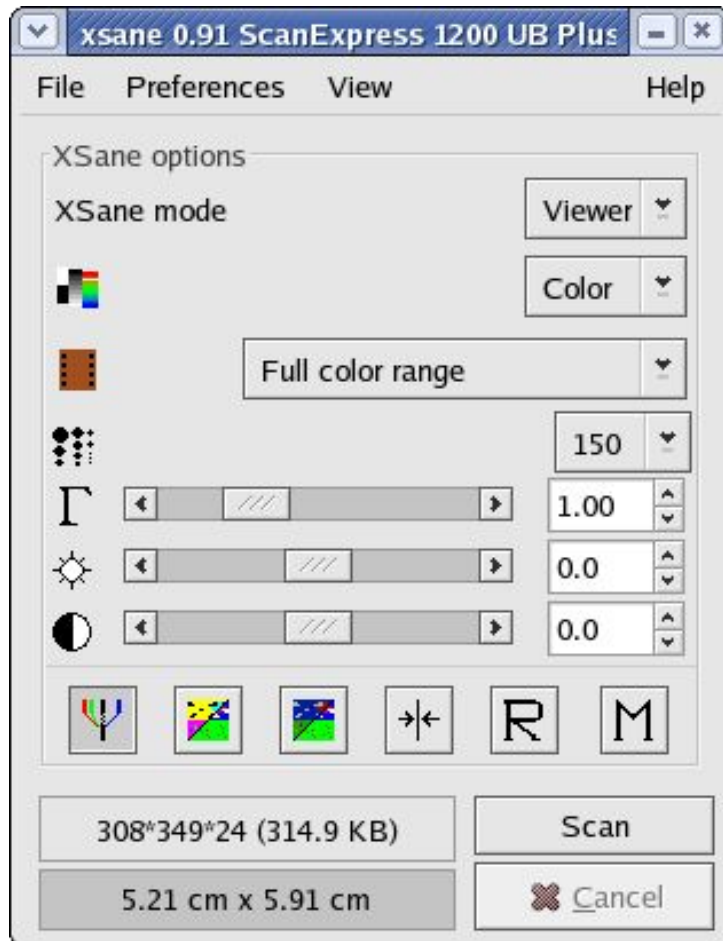 xsane 0.91 ScanExpress 1200 UB Plus
File Preferences View Help
XSane options
XSane mode Viewer
Color
Full color range
150
Γ 1.00
0.0
0.0
R M
308*349*24 (314.9 KB) Scan
5.21 cm x 5.91 cm Cancel